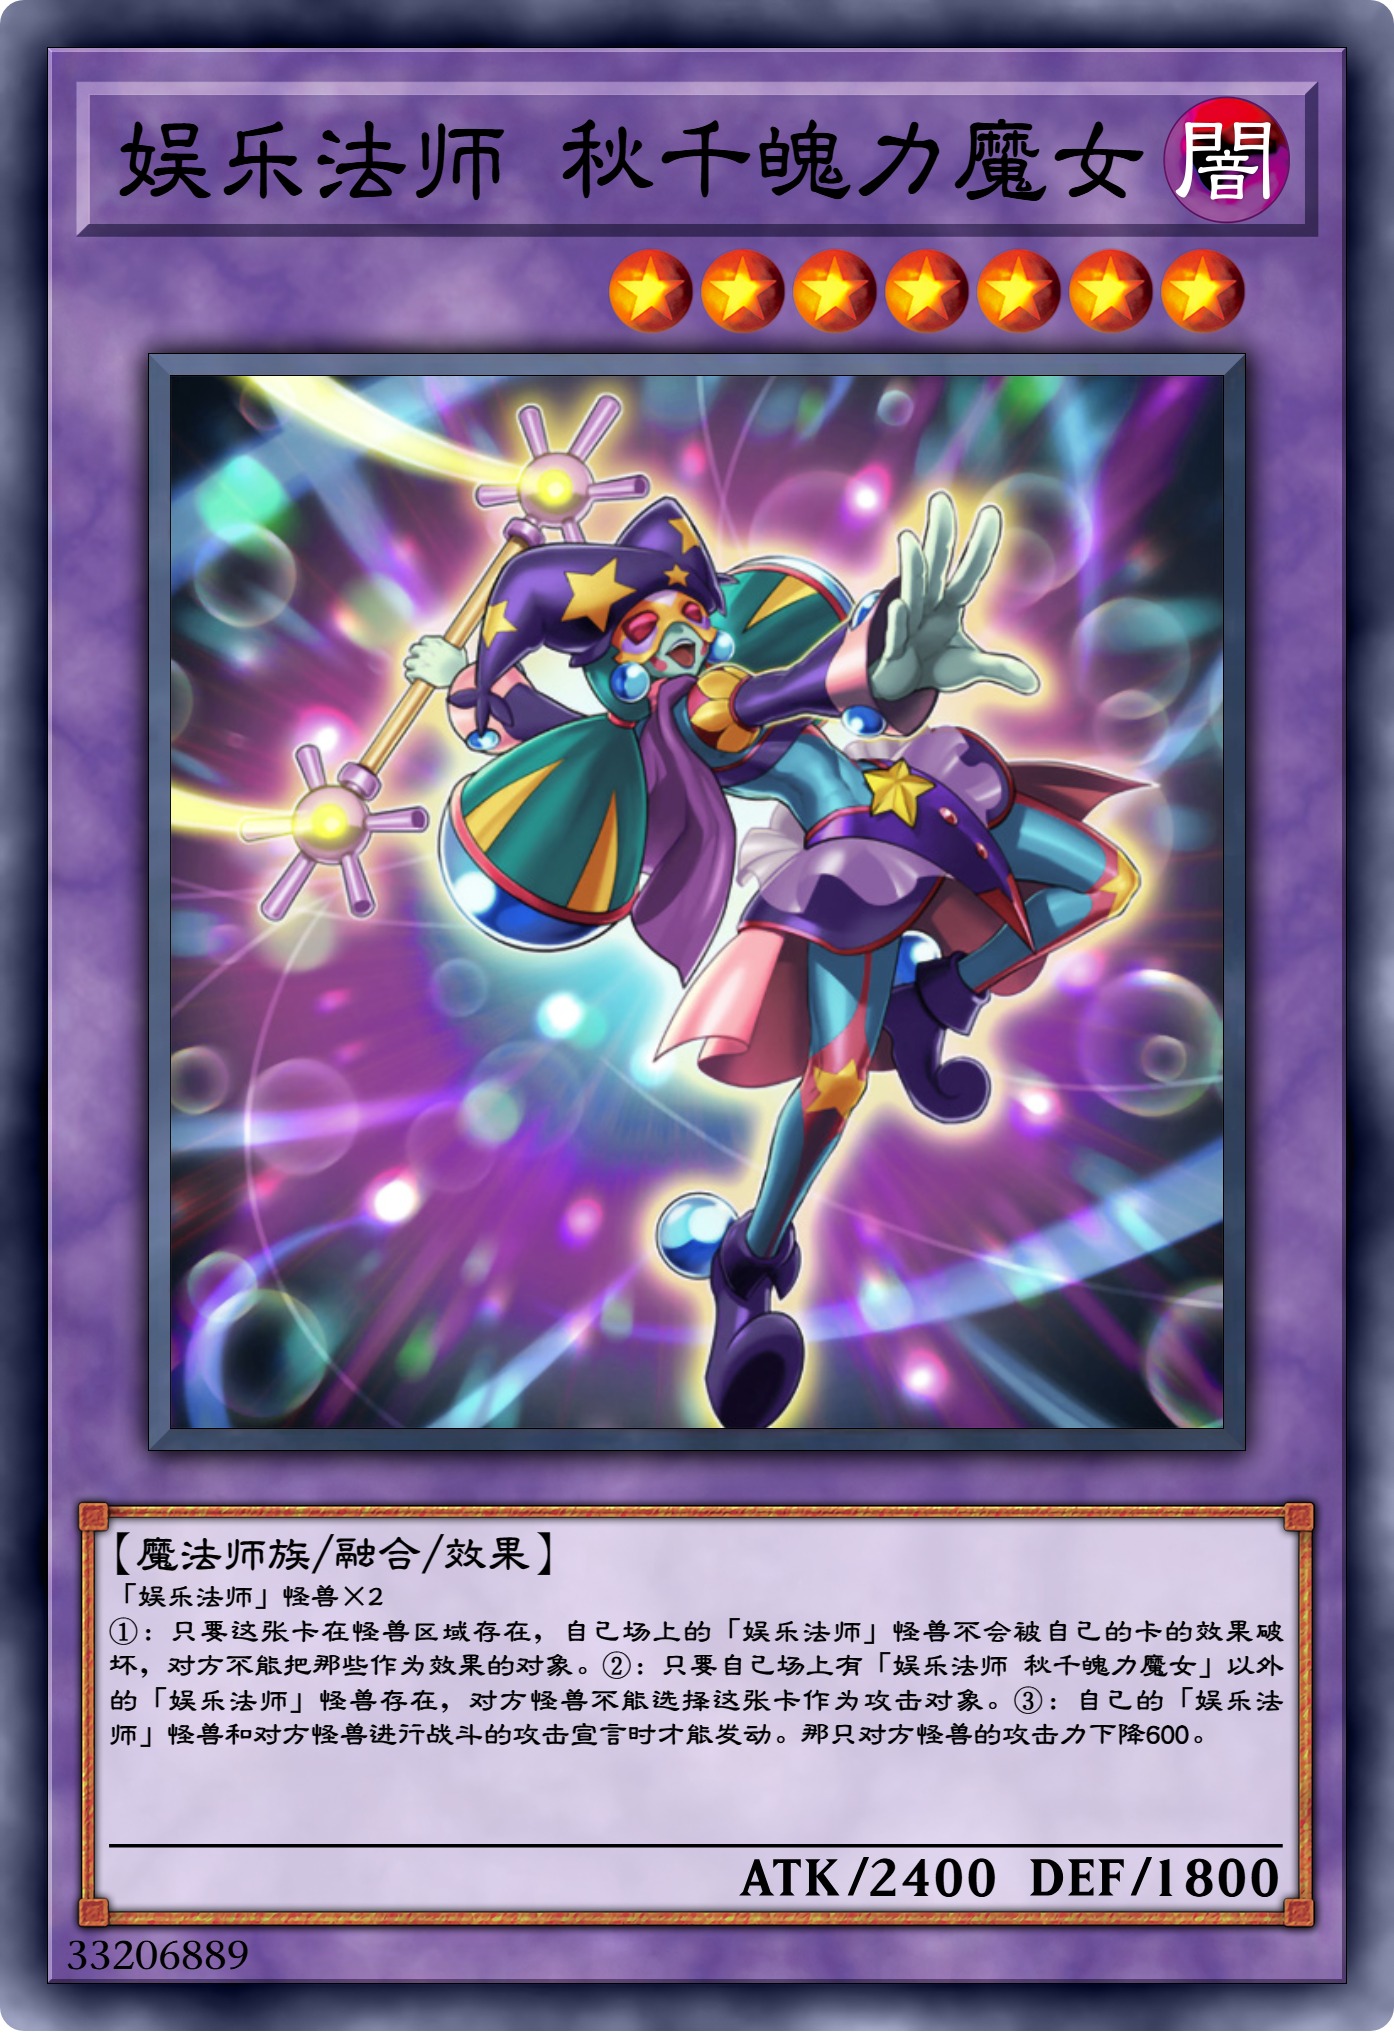 娱乐法师 秋千魄力魔女 闇
【魔法师族/融合/效果】
「娱乐法师」怪兽×2
①：只要这张卡在怪兽区域存在，自己场上的「娱乐法师」怪兽不会被自己的卡的效果破
坏，对方不能把那些作为效果的对象。②：只要自己场上有「娱乐法师 秋千魄力魔女」以外
的「娱乐法师」怪兽存在，对方怪兽不能选择这张卡作为攻击对象。③：自己的「娱乐法
师」怪兽和对方怪兽进行战斗的攻击宣言时才能发动。那只对方怪兽的攻击力下降600。
ATK/2400 DEF/1800
33206889